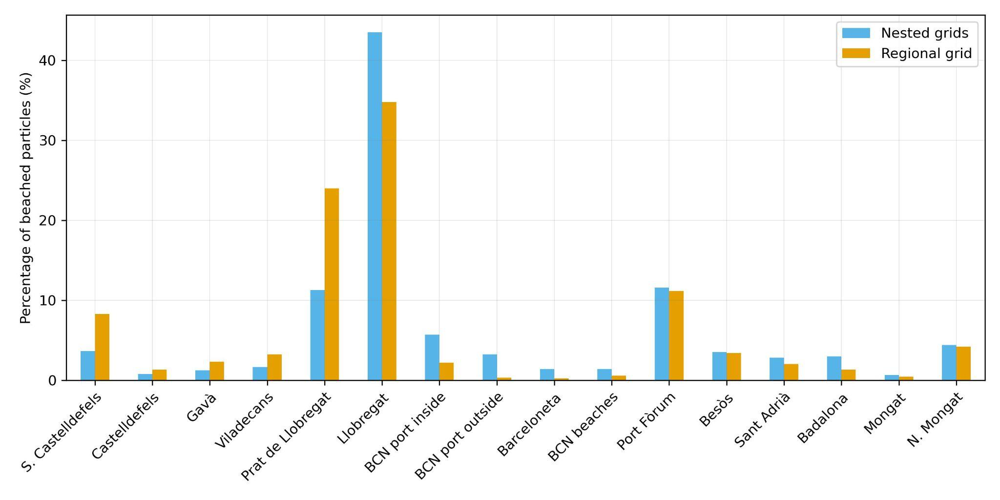 Nested grids
Regional grid
Percentage of beached particles (%)
40
30
20
10
0
S. Castelldefels
Castelldefels
Gavà
Viladecans
Prat de Llobregat
Llobregat
BCN port inside
BCN port outside
Barceloneta
BCN beaches
Port Fòrum
Besòs
Sant Adrià
Badalona
Mongat
N. Mongat